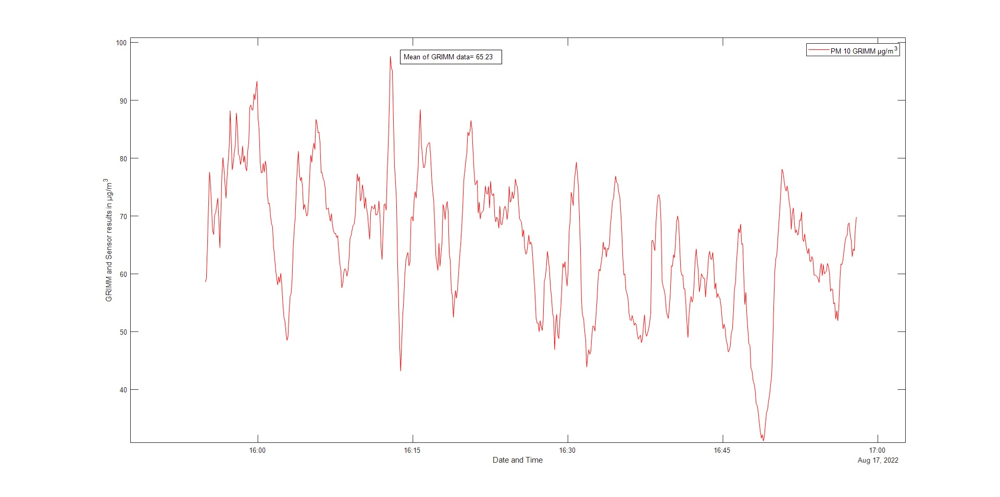 100
90
80
70
60
50
40
GRIMM and Sensor results in µg/m³
Mean of GRIMM data= 65.23
PM 10 GRIMM µg/m³
16:00 16:15 16:30 16:45 17:00
Date and Time
Aug 17, 2022